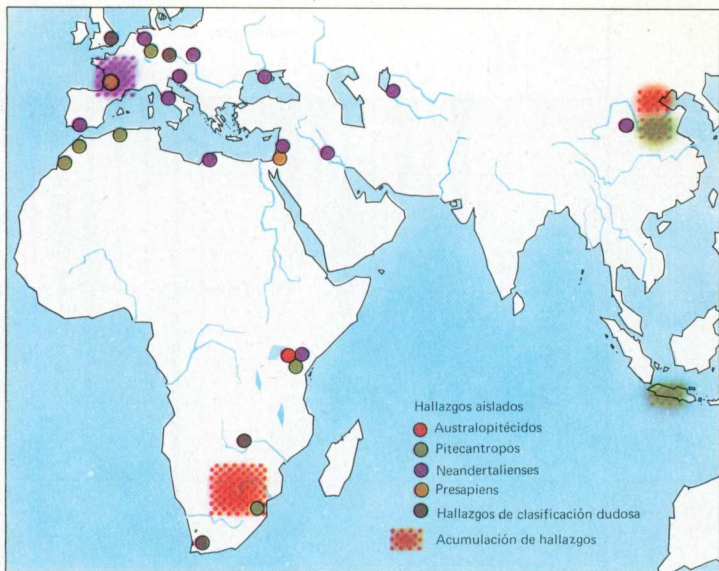 Hallazgos aislados
Australopitécidos
Pitecantropos
Neandertalienses
Presapiens
Hallazgos de clasificación dudosa
Acumulación de hallazgos